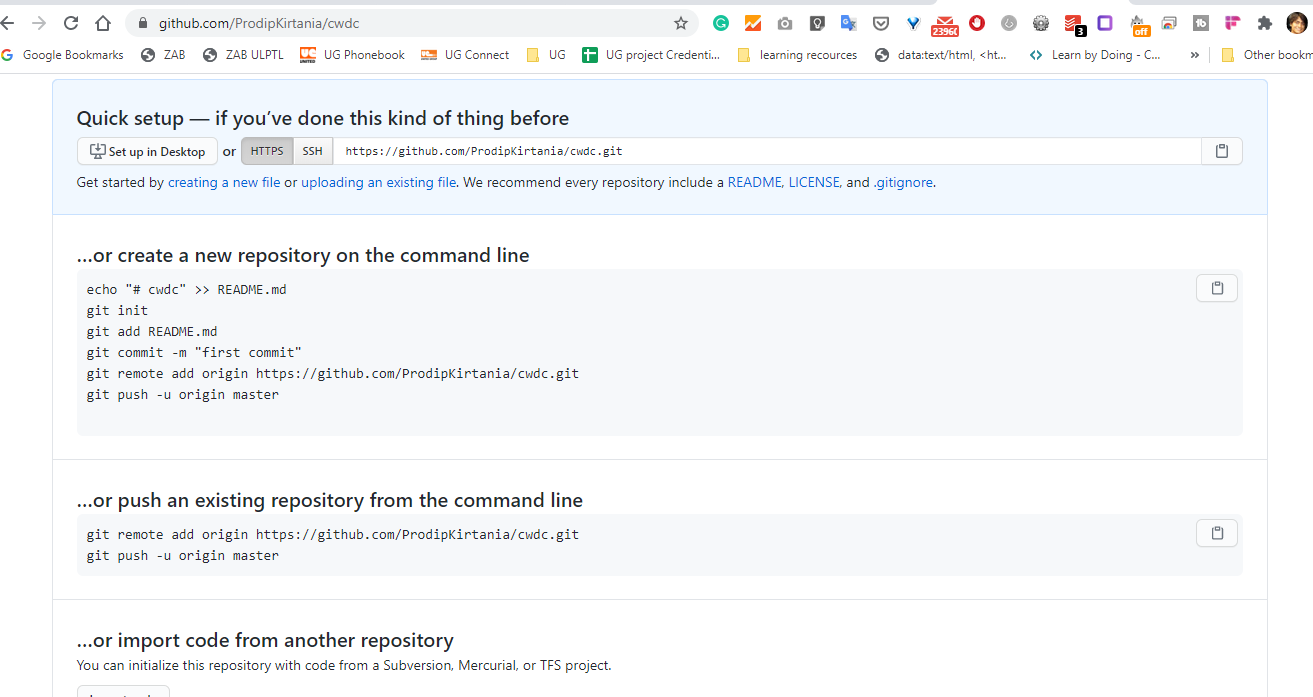 github.com/ProdipKirtania/cwdc
2396
3
off
Google Bookmarks ZAB ZAB ULPTL UG Phonebook UG Connect UG UG project Credenti... learning recources data:text/html, <ht... Learn by Doing - C... » Other bookm
Quick setup — if you’ve done this kind of thing before
Set up in Desktop or HTTPS SSH https://github.com/ProdipKirtania/cwdc.git
Get started by creating a new file or uploading an existing file. We recommend every repository include a README, LICENSE, and .gitignore.
…or create a new repository on the command line
echo "# cwdc" >> README.md
git init
git add README.md
git commit -m "first commit"
git remote add origin https://github.com/ProdipKirtania/cwdc.git
git push -u origin master
…or push an existing repository from the command line
git remote add origin https://github.com/ProdipKirtania/cwdc.git
git push -u origin master
…or import code from another repository
You can initialize this repository with code from a Subversion, Mercurial, or TFS project.